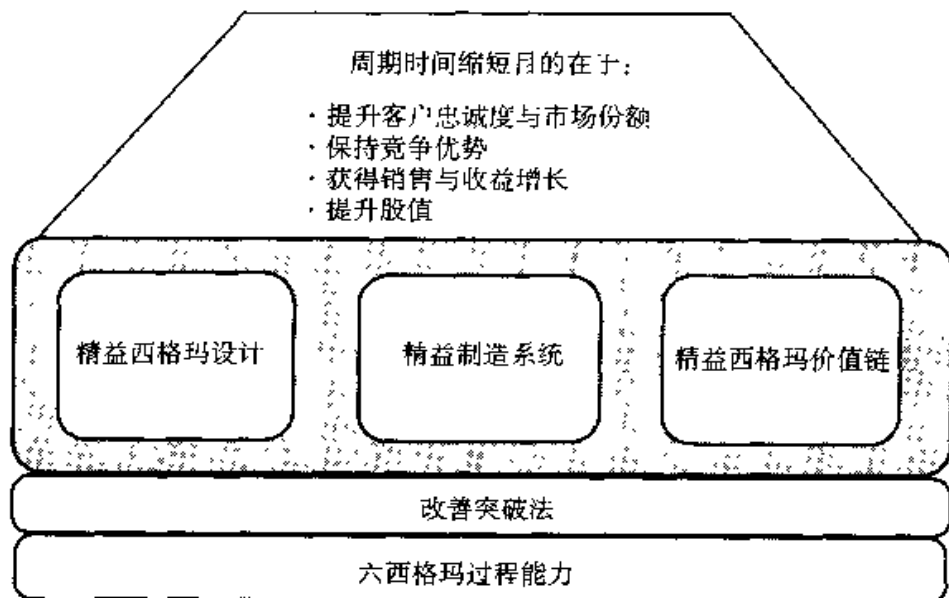 周期时间缩短目的在于:
· 提升客户忠诚度与市场份额
· 保持竞争优势
· 获得销售与收益增长
· 提升股值
精益西格玛设计
精益制造系统
精益西格玛价值链
改善突破法
六西格玛过程能力